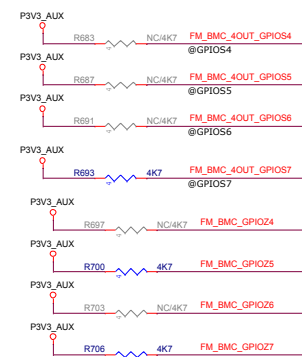 P3V3_AUX
R683 NC/4K7 FM_BMC_4OUT_GPIOS4
@GPIOS4
P3V3_AUX
R687 NC/4K7 FM_BMC_4OUT_GPIOS5
@GPIOS5
P3V3_AUX
R691 NC/4K7 FM_BMC_4OUT_GPIOS6
@GPIOS6
P3V3_AUX
R693 4K7 FM_BMC_4OUT_GPIOS7
@GPIOS7
P3V3_AUX
R697 NC/4K7 FM_BMC_GPIOZ4
P3V3_AUX
R700 4K7 FM_BMC_GPIOZ5
P3V3_AUX
R703 NC/4K7 FM_BMC_GPIOZ6
P3V3_AUX
R706 4K7 FM_BMC_GPIOZ7